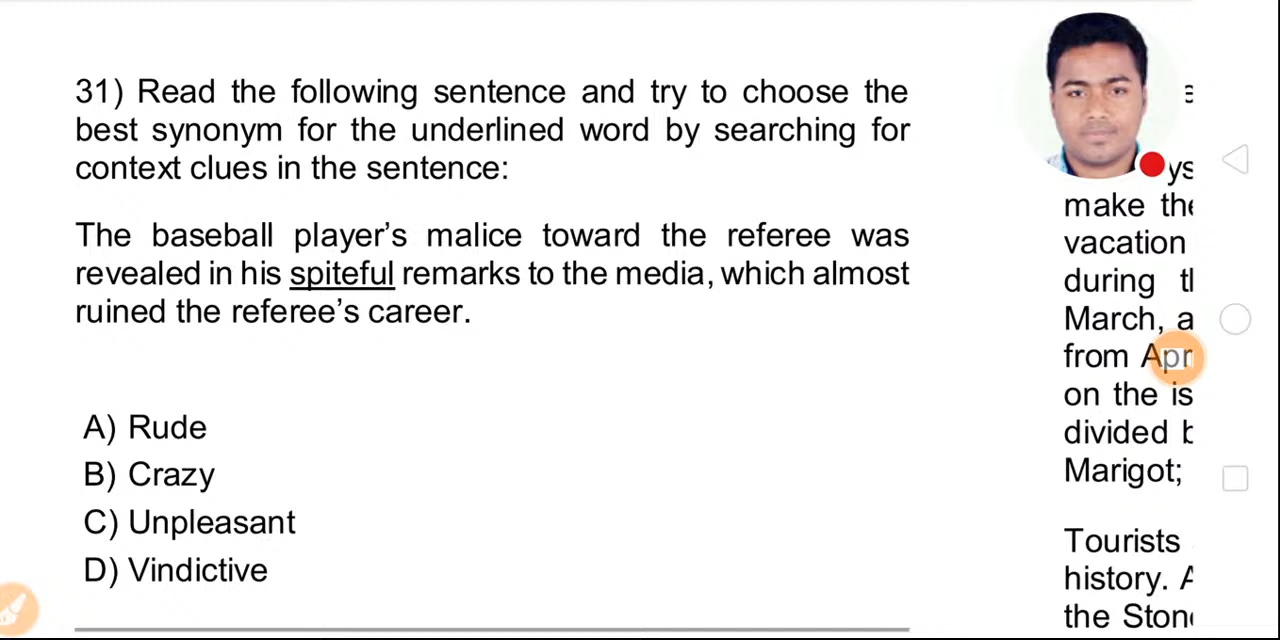 31) Read the following sentence and try to choose the
best synonym for the underlined word by searching for
context clues in the sentence:
The baseball player's malice toward the referee was
revealed in his spiteful remarks to the media, which almost
ruined the referee's career.
A) Rude
B) Crazy
C) Unpleasant
D) Vindictive
make the
vacation
during
March, a
from Apr
on the is
divided
Marigot;
Tourists
history.
the